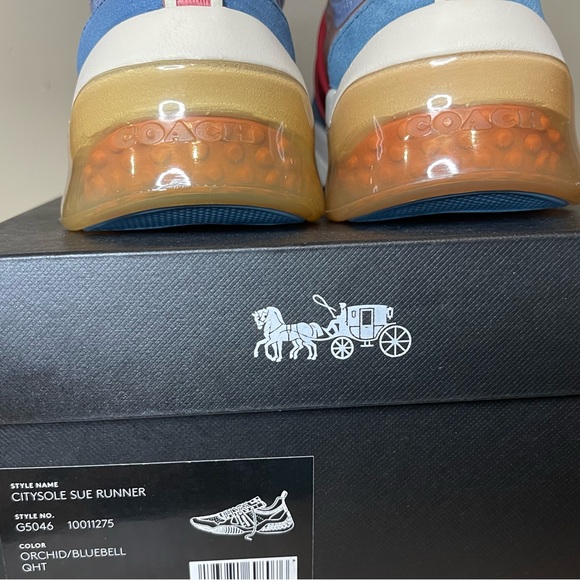 COACH
COACH
STYLE NAME
CITYSOLE SUE RUNNER
STYLE NO.
G5046 10011275
COLOR
ORCHID/BLUEBELL
QHT